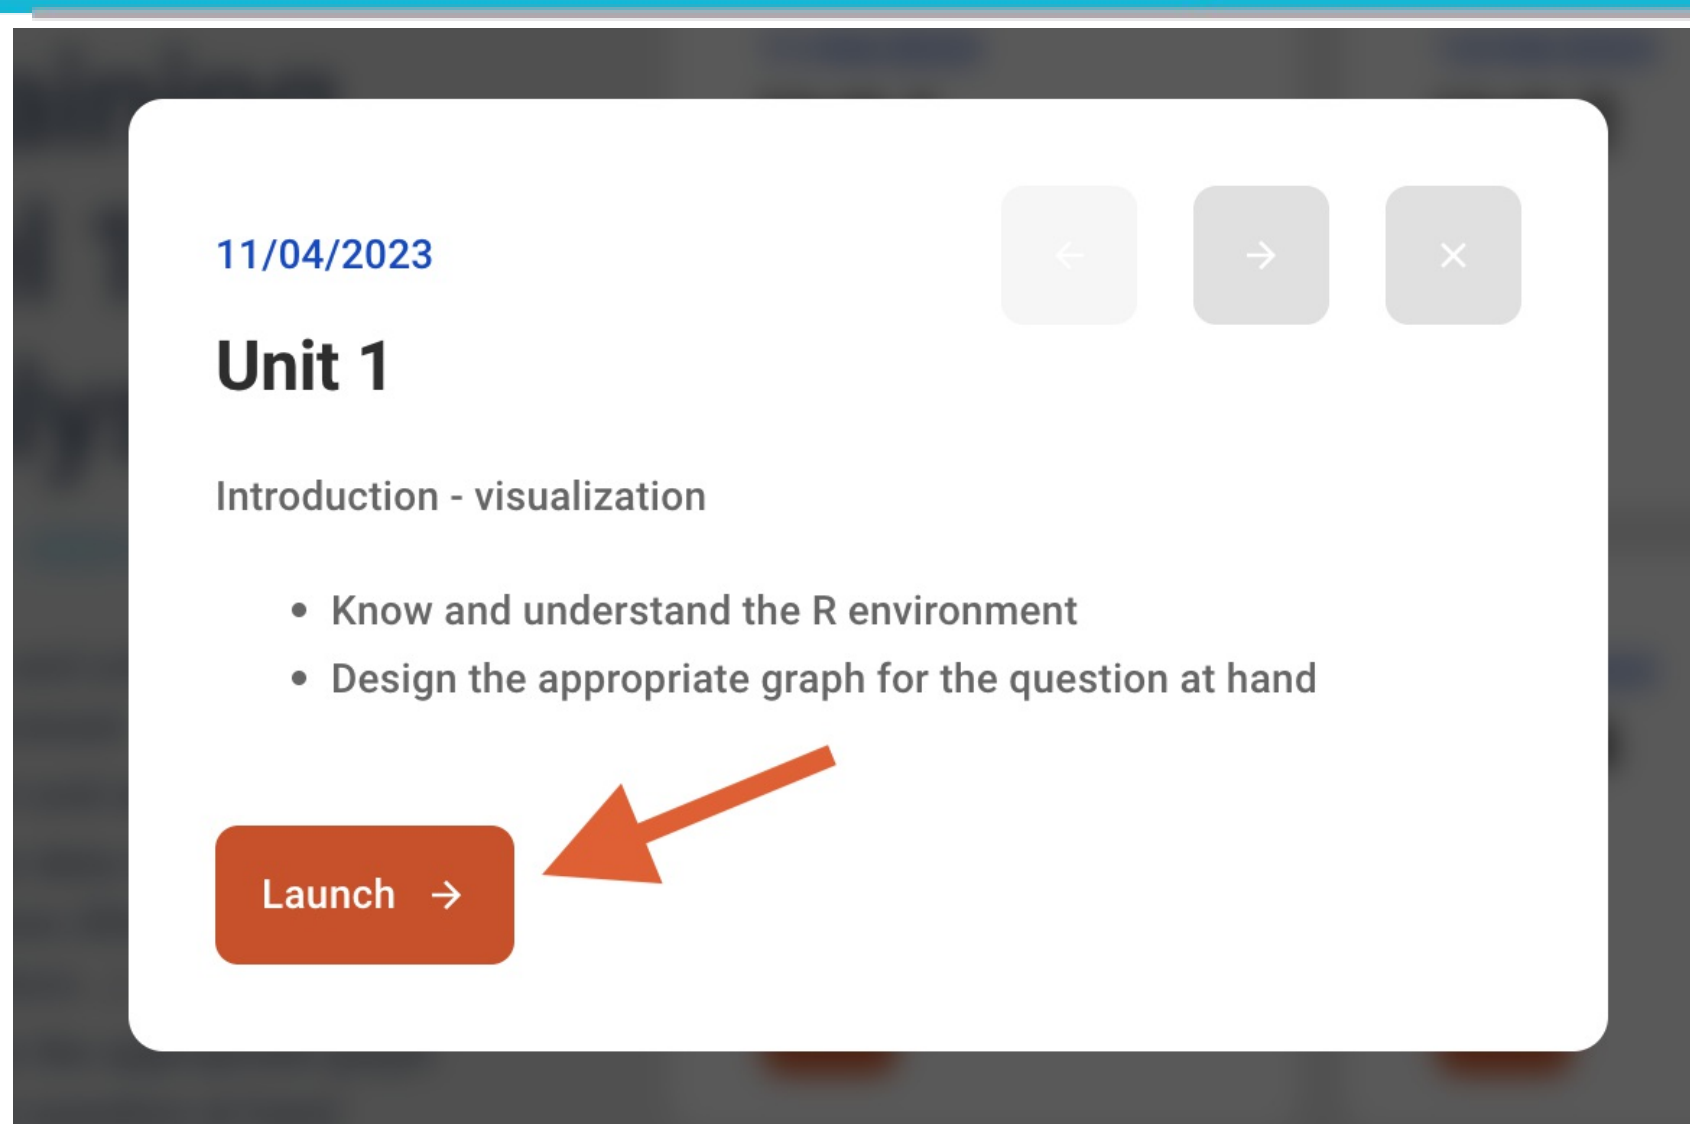 11/04/2023
Unit 1
Introduction - visualization
Know and understand the R environment
Design the appropriate graph for the question at hand
Launch